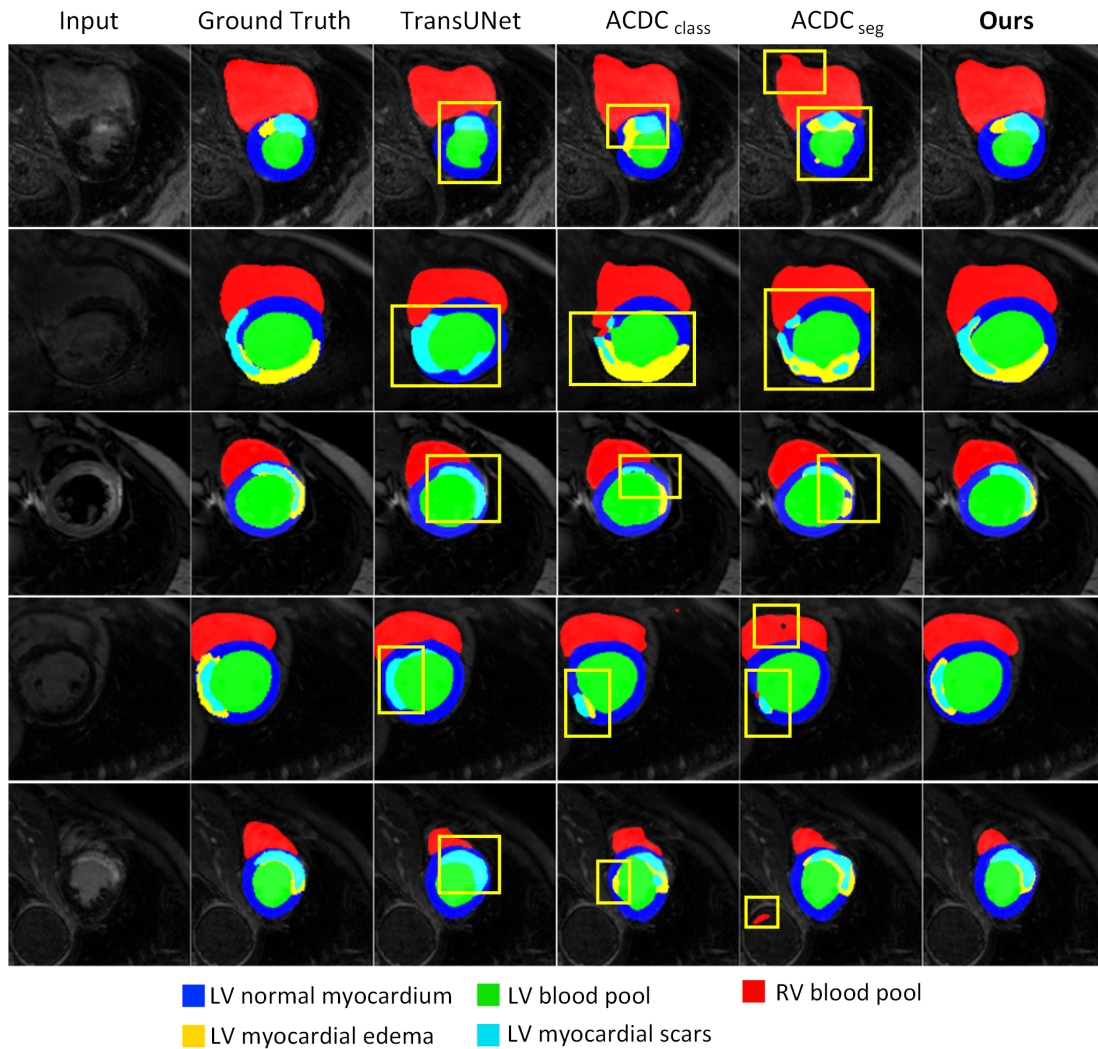 Input Ground Truth TransUNet ACDC class ACDC seg Ours
LV normal myocardium LV blood pool RV blood pool
LV myocardial edema LV myocardial scars